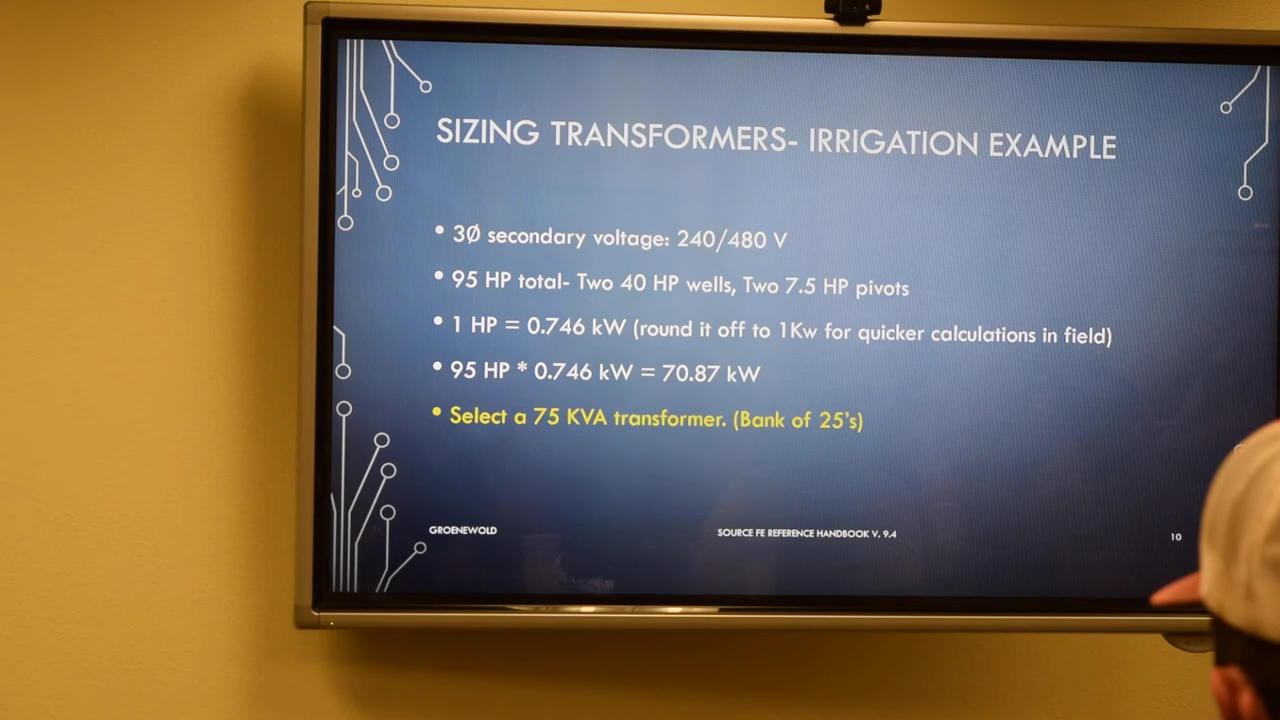 SIZING TRANSFORMERS- IRRIGATION EXAMPLE
• 3Ø secondary voltage: 240/480 V
• 95 HP total- Two 40 HP wells, Two 7.5 HP pivots
• 1 HP = 0.746 kW (round it off to 1Kw for quicker calculations in field)
• 95 HP * 0.746 kW = 70.87 kW
• Select a 75 KVA transformer. (Bank of 25's)
GROENEWOLD
SOURCE FE REFERENCE HANDBOOK V. 9.4
10